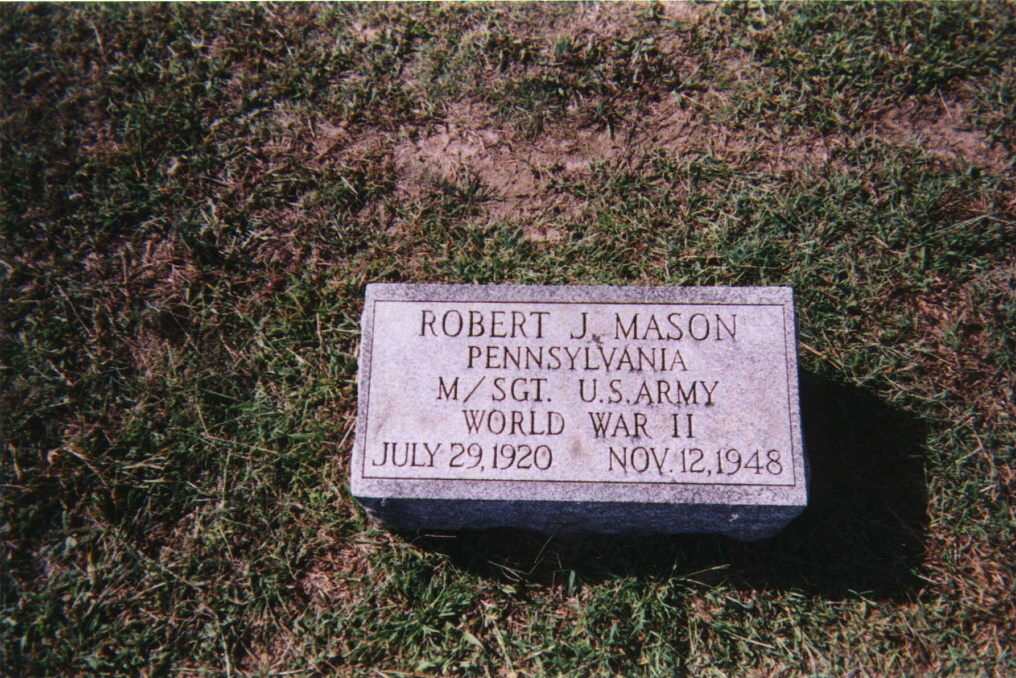 ROBERT J. MASON
PENNSYLVANIA
M/SGT. U.S.ARMY
WORLD WAR II
JULY 29,1920 NOV. 12,1948